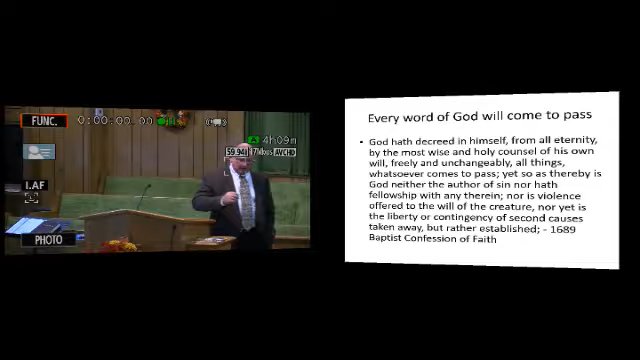 FUNC.
0:00:00.00
4h09m
59.94i 17Mbps AVCHD
I.AF
PHOTO
Every word of God will come to pass
• God hath decreed in himself, from all eternity,
by the most wise and holy counsel of his own
will, freely and unchangeably, all things,
whatsoever comes to pass; yet so as thereby is
God neither the author of sin nor hath
fellowship with any therein; nor is violence
offered to the will of the creature, nor yet is
the liberty or contingency of second causes
taken away, but rather established; - 1689
Baptist Confession of Faith